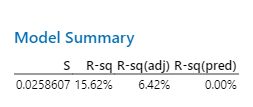 Model Summary
S R-sq R-sq(adj) R-sq(pred)
0.0258607 15.62% 6.42% 0.00%